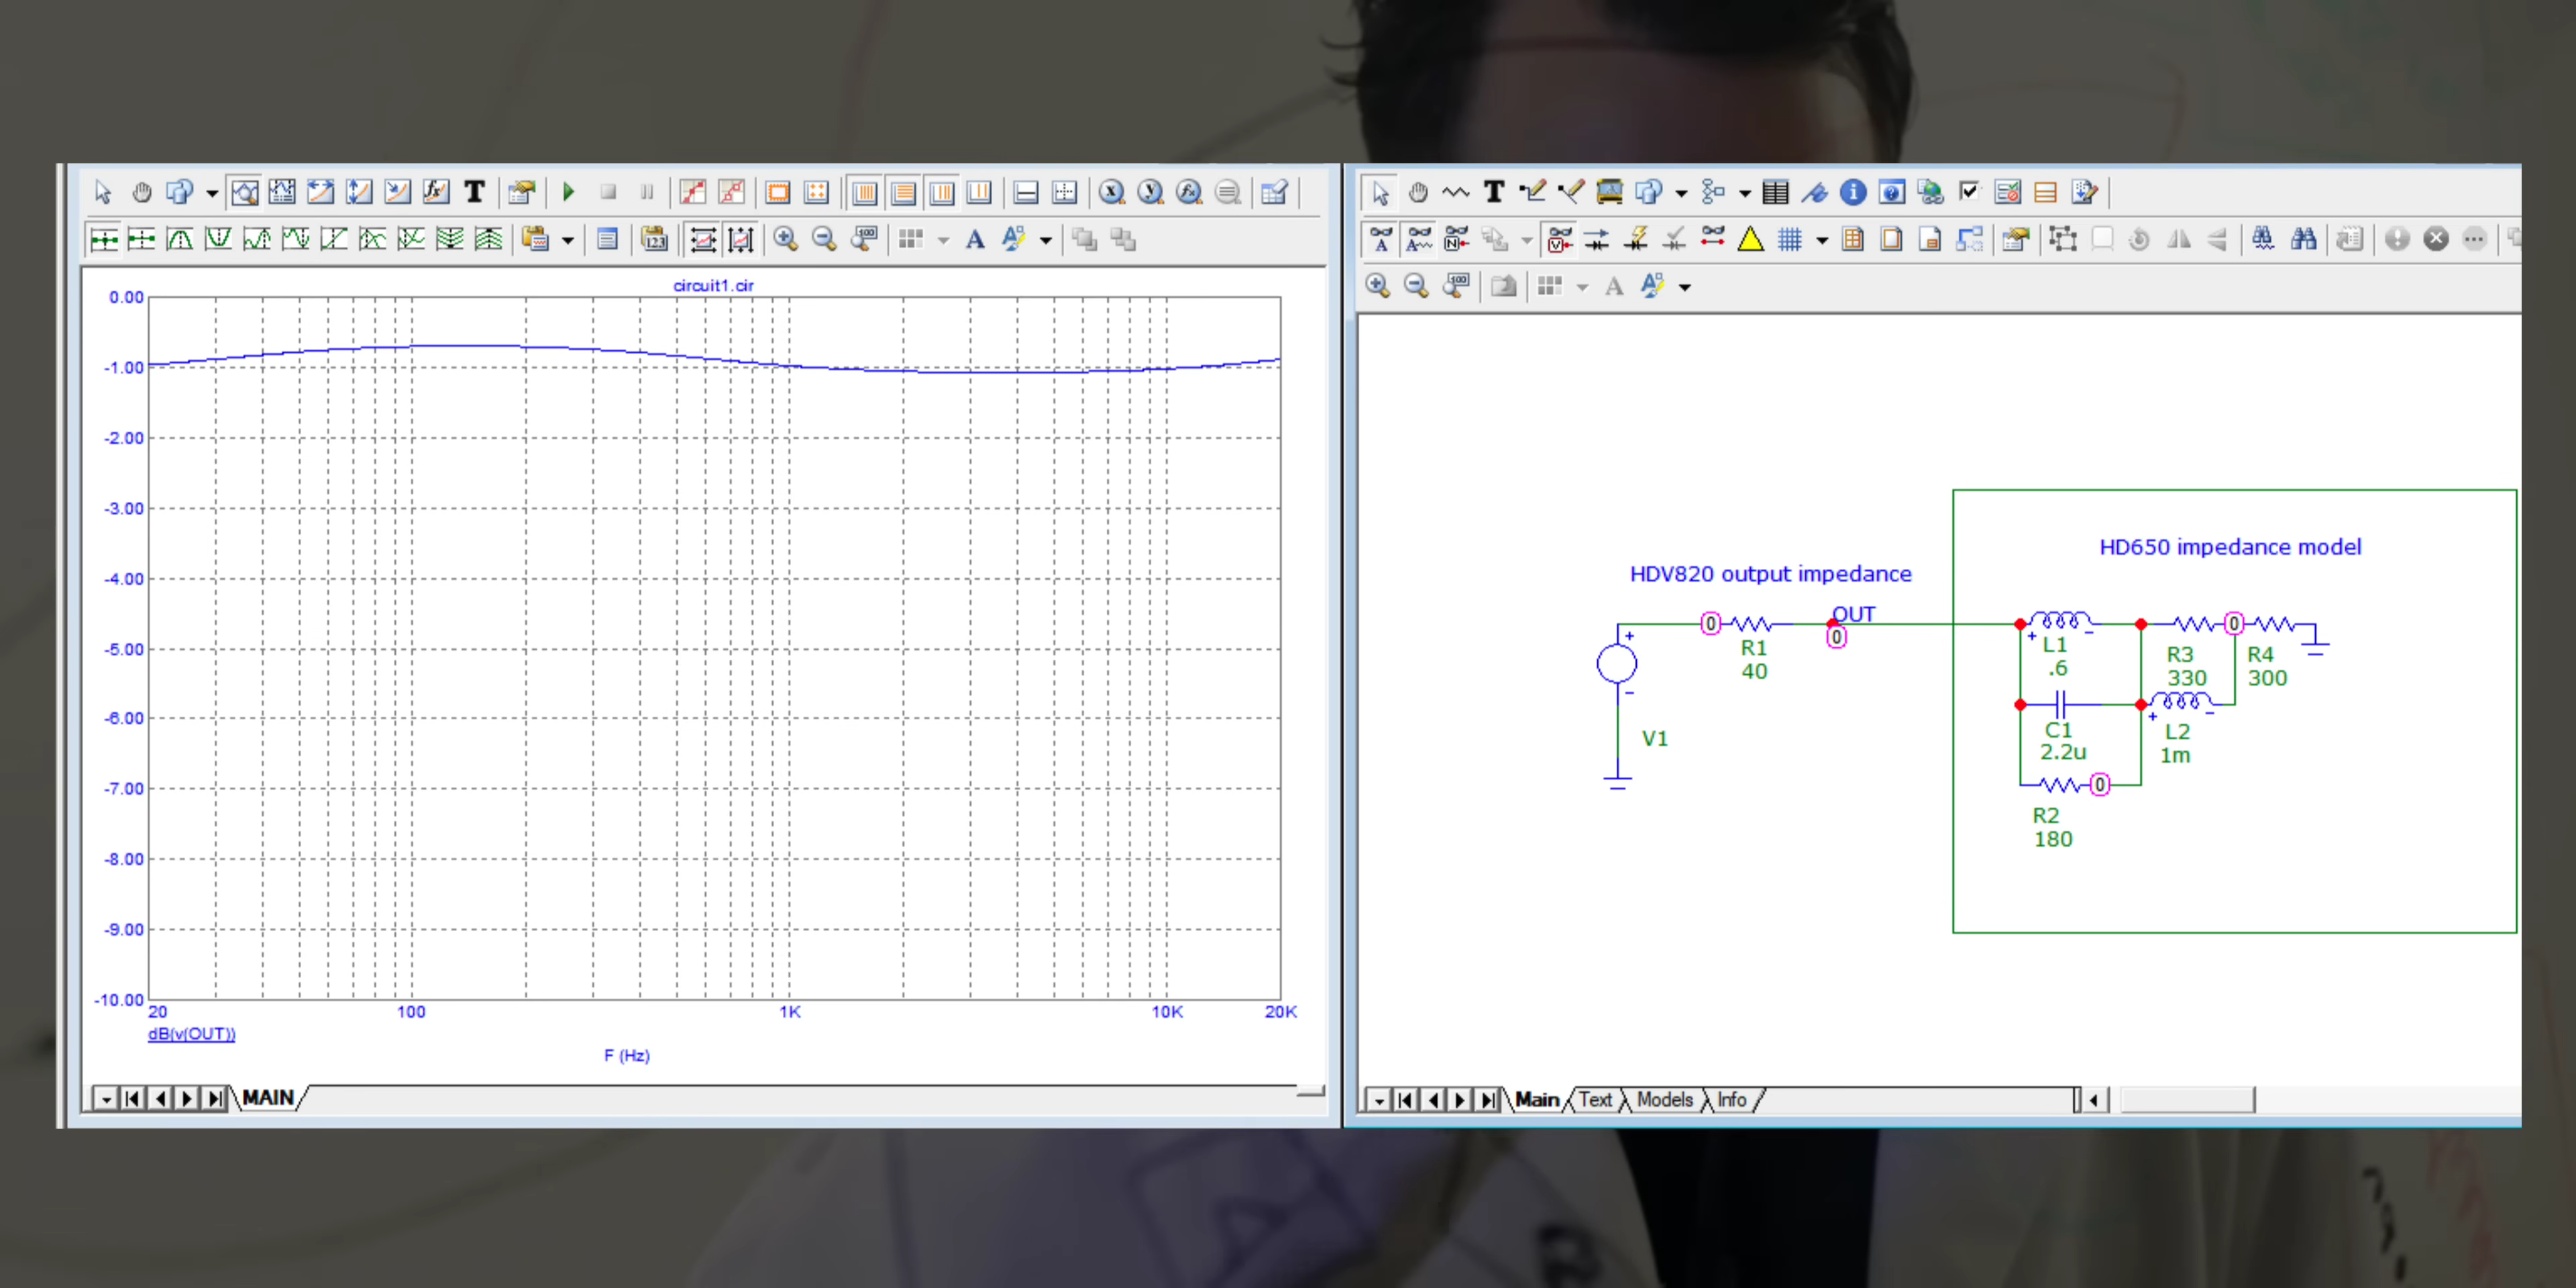 circuit1.cir
0.00
-1.00
-2.00
-3.00
-4.00
-5.00
-6.00
-7.00
-8.00
-9.00
-10.00
20
100
1K
10K
20K
dB(v(OUT))
F (Hz)
MAIN
HD650 impedance model
HDV820 output impedance
OUT
0
0
0
0
R1
40
L1
.6
R3
330
R4
300
V1
C1
2.2u
L2
1m
R2
180
Main
Text
Models
Info